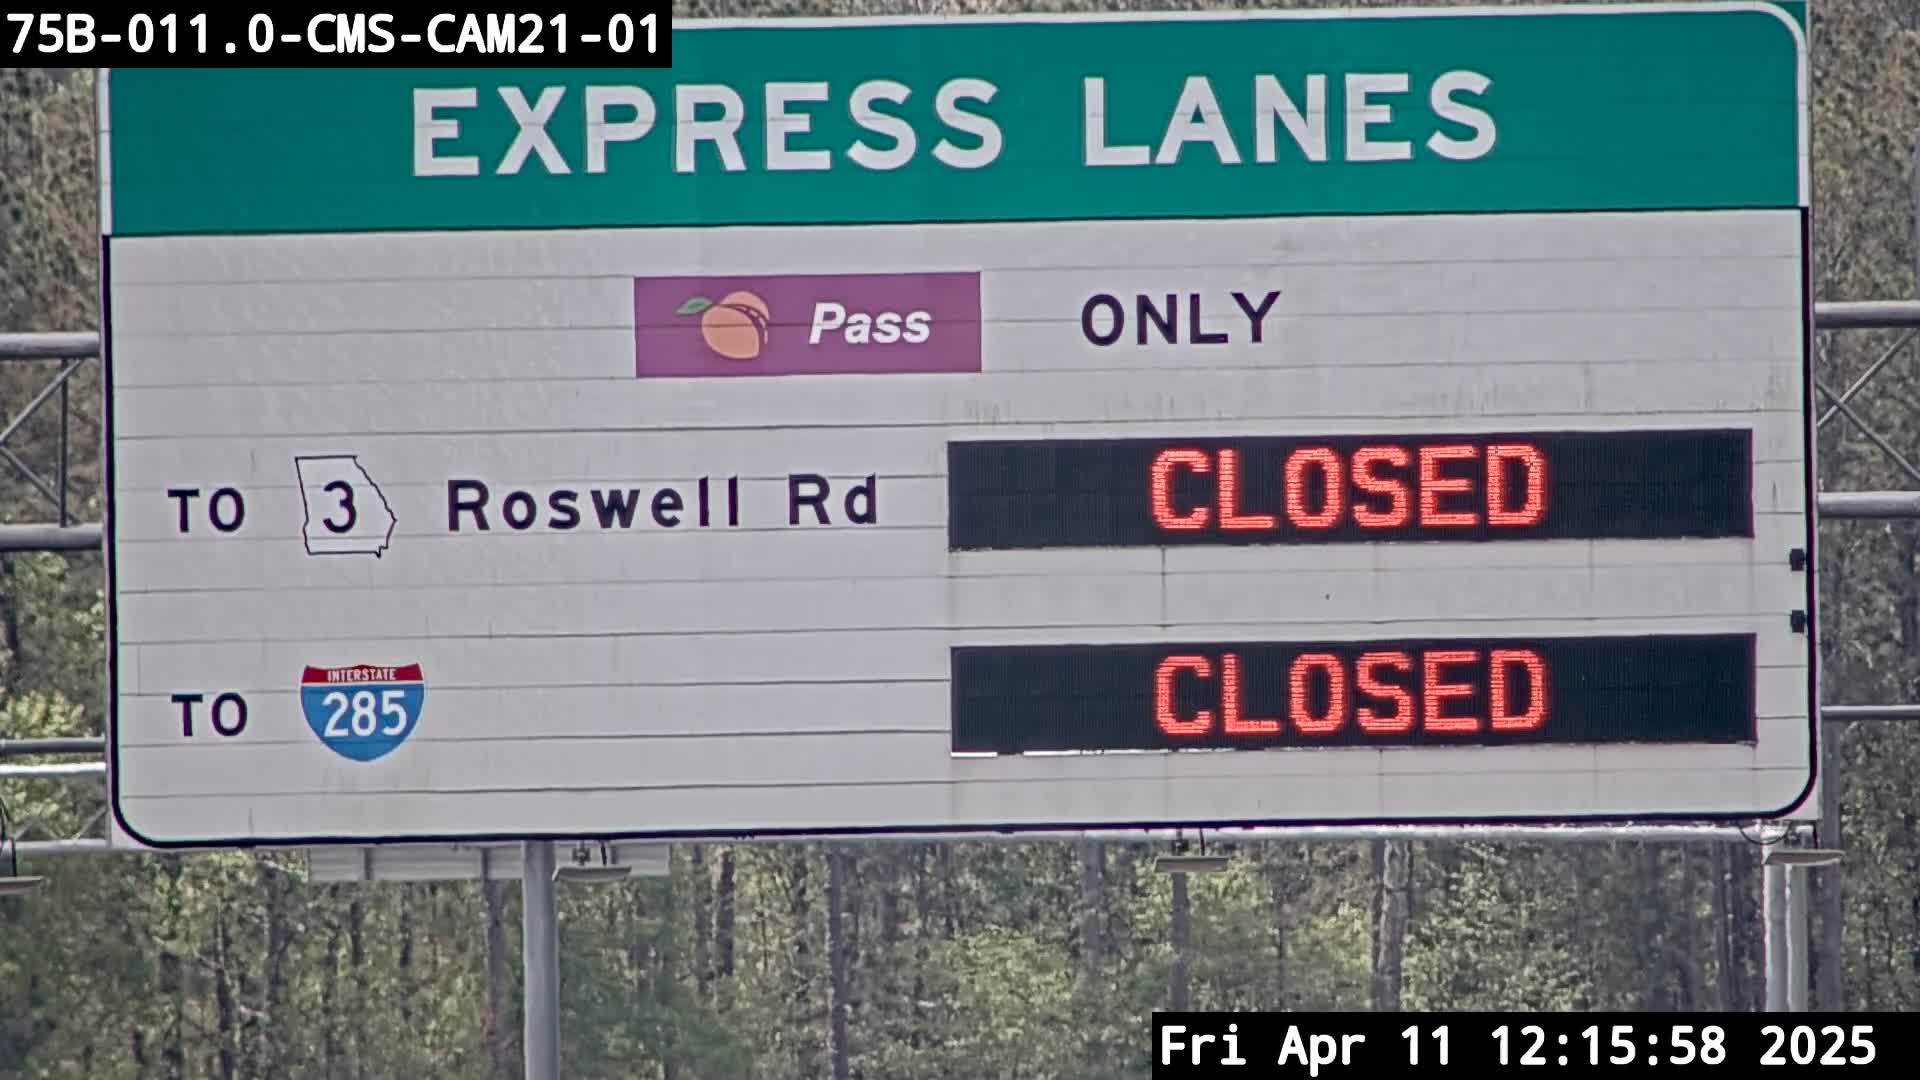 75B-011.0-CMS-CAM21-01
EXPRESS LANES
Pass ONLY
TO 3 Roswell Rd CLOSED
INTERSTATE
TO 285 CLOSED
Fri Apr 11 12:15:58 2025